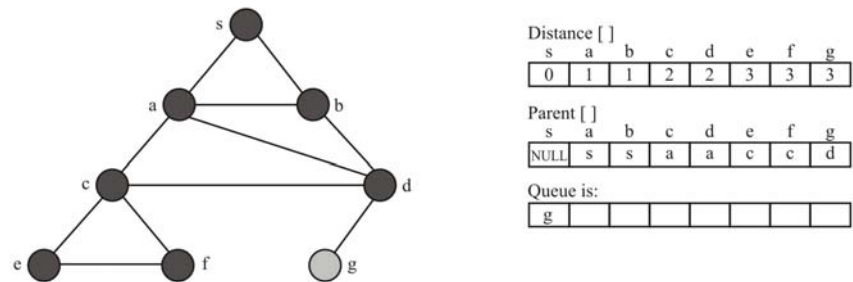 s
a
b
c
d
e
f
g
Distance [ ]
s a b c d e f g
0 1 1 2 2 3 3 3
Parent [ ]
s a b c d e f g
NULL s s a a c c d
Queue is:
g